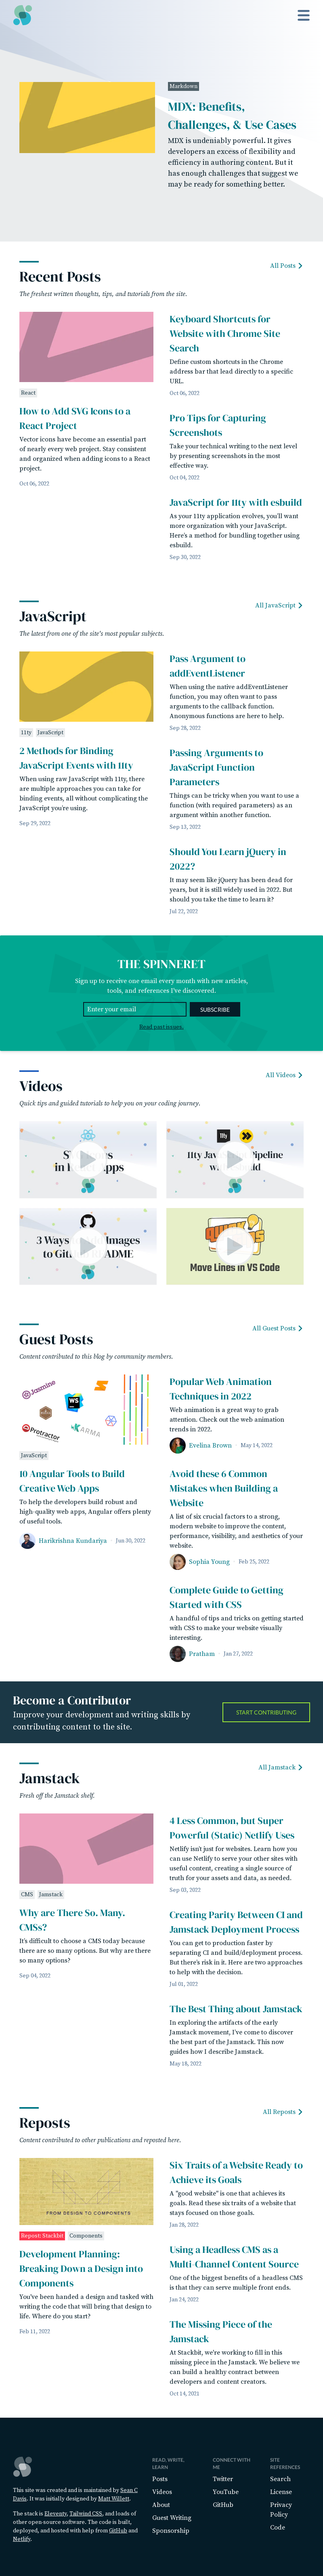 Markdown
MDX: Benefits,
Challenges, & Use Cases
MDX is undeniably powerful. It gives
developers an excess of flexibility and
efficiency in authoring content. But it
has enough challenges that suggest we
may be ready for something better.
All Posts
Recent Posts
The freshest written thoughts, tips, and tutorials from the site.
React
How to Add SVG Icons to a
React Project
Vector icons have become an essential part
of nearly every web project. Stay consistent
and organized when adding icons to a React
project.
Oct 06, 2022
Keyboard Shortcuts for
Website with Chrome Site
Search
Define custom shortcuts in the Chrome
address bar that lead directly to a specific
URL.
Oct 06, 2022
Pro Tips for Capturing
Screenshots
Take your technical writing to the next level
by presenting screenshots in the most
effective way.
Oct 04, 2022
JavaScript for 11ty with esbuild
As your 11ty application evolves, you'll want
more organization with your JavaScript.
Here's a method for bundling together using
esbuild.
Sep 30, 2022
All JavaScript
JavaScript
The latest from one of the site's most popular subjects.
11ty
JavaScript
2 Methods for Binding
JavaScript Events with 11ty
When using raw JavaScript with 11ty, there
are multiple approaches you can take for
binding events, all without complicating the
JavaScript you're using.
Sep 29, 2022
Pass Argument to
addEventListener
When using the native addEventListener
function, you may often want to pass
arguments to the callback function.
Anonymous functions are here to help.
Sep 28, 2022
Passing Arguments to
JavaScript Function
Parameters
Things can be tricky when you want to use a
function (with required parameters) as an
argument within another function.
Sep 13, 2022
Should You Learn jQuery in
2022?
It may seem like jQuery has been dead for
years, but it is still widely used in 2022. But
should you take the time to learn it?
Jul 22, 2022
THE SPINNERET
Sign up to receive one email every month with new articles,
tools, and references I've discovered.
Enter your email
SUBSCRIBE
Read past issues.
All Videos
Videos
Quick tips and guided tutorials to help you on your coding journey.
11ty
in
pps
11ty Ja
Pipeline
w
ld
3 Ways
Images
to Git
ADME
Move Lines in VS Code
All Guest Posts
Guest Posts
Content contributed to this blog by community members.
Jasmine
WS
Protractor
KARMA
JavaScript
10 Angular Tools to Build
Creative Web Apps
To help the developers build robust and
high-quality web apps, Angular offers plenty
of useful tools.
Harikrishna Kundariya · Jun 30, 2022
Popular Web Animation
Techniques in 2022
Web animation is a great way to grab
attention. Check out the web animation
trends in 2022.
Evelina Brown · May 14, 2022
Avoid these 6 Common
Mistakes when Building a
Website
A list of six crucial factors to a strong,
modern website to improve the content,
performance, visibility, and aesthetics of your
website.
Sophia Young · Feb 25, 2022
Complete Guide to Getting
Started with CSS
A handful of tips and tricks on getting started
with CSS to make your website visually
interesting.
Pratham · Jan 27, 2022
Become a Contributor
Improve your development and writing skills by
contributing content to the site.
START CONTRIBUTING
All Jamstack
Jamstack
Fresh off the Jamstack shelf.
CMS
Jamstack
Why are There So. Many.
CMSs?
It's difficult to choose a CMS today because
there are so many options. But why are there
so many options?
Sep 04, 2022
4 Less Common, but Super
Powerful (Static) Netlify Uses
Netlify isn't just for websites. Learn how you
can use Netlify to serve your other sites with
useful content, creating a single source of
truth for your assets and data, as needed.
Sep 03, 2022
Creating Parity Between CI and
Jamstack Deployment Process
You can get to production faster by
separating CI and build/deployment process.
But there's risk in it. Here are two approaches
to help with the decision.
Jul 01, 2022
The Best Thing about Jamstack
In exploring the artifacts of the early
Jamstack movement, I've come to discover
the best part of the Jamstack. This now
guides how I describe Jamstack.
May 18, 2022
All Reposts
Reposts
Content contributed to other publications and reposted here.
FROM DESIGN TO COMPONENTS
Repost: Stackbit
Components
Development Planning:
Breaking Down a Design into
Components
You've been handed a design and tasked with
writing the code that will bring that design to
life. Where do you start?
Feb 11, 2022
Six Traits of a Website Ready to
Achieve its Goals
A "good website" is one that achieves its
goals. Read these six traits of a website that
stays focused on those goals.
Jan 28, 2022
Using a Headless CMS as a
Multi-Channel Content Source
One of the biggest benefits of a headless CMS
is that they can serve multiple front ends.
Jan 24, 2022
The Missing Piece of the
Jamstack
At Stackbit, we're working to fill in this
missing piece in the Jamstack. We believe we
can build a healthy contract between
developers and content creators.
Oct 14, 2021
This site was created and is maintained by Sean C
Davis. It was initially designed by Matt Willett.
The stack is Eleventy, Tailwind CSS, and loads of
other open-source software. The code is built,
deployed, and hosted with help from GitHub and
Netlify.
READ, WRITE,
LEARN
Posts
Videos
About
Guest Writing
Sponsorship
CONNECT WITH
ME
Twitter
YouTube
GitHub
SITE
REFERENCES
Search
License
Privacy
Policy
Code